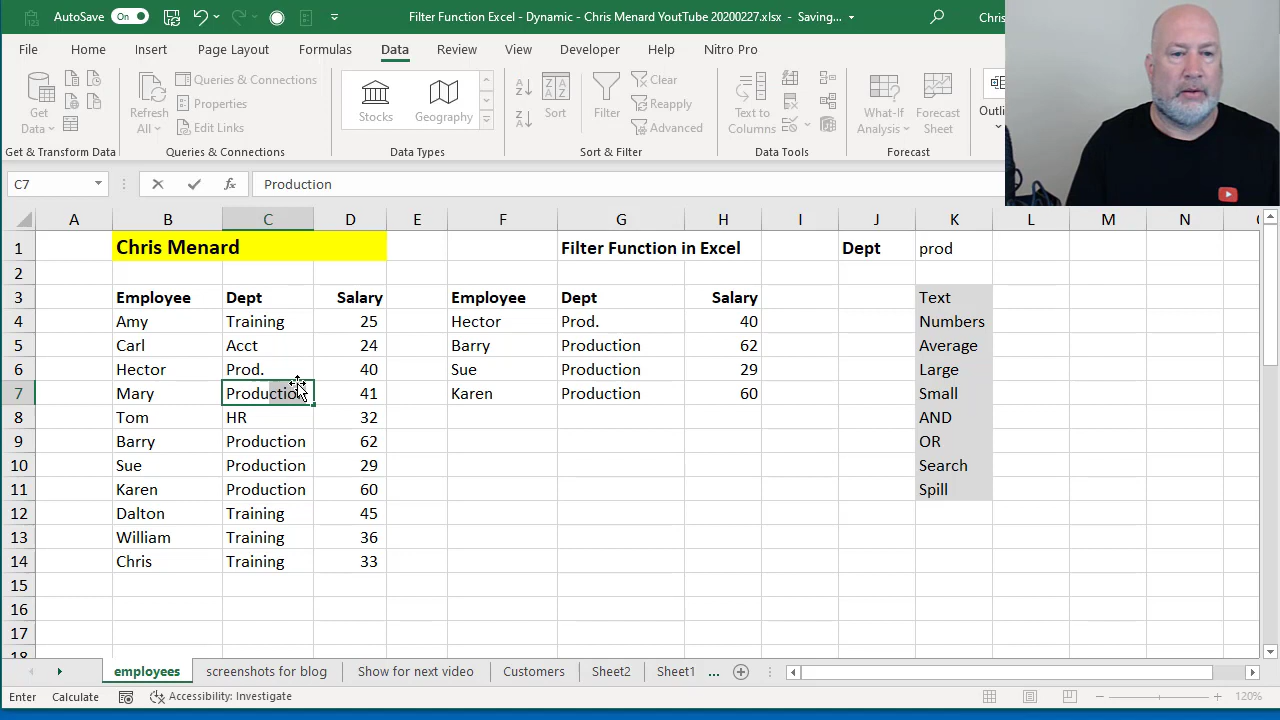 AutoSave On Filter Function Excel - Dynamic - Chris Menard YouTube 20200227.xlsx - Saving... Chris
File Home Insert Page Layout Formulas Data Review View Developer Help Nitro Pro
Get Data Queries & Connections Properties Edit Links Refresh All Stocks Geography Sort Filter Clear Reapply Advanced Text to Columns What-If Analysis Forecast Sheet Outli
Get & Transform Data Queries & Connections Data Types Sort & Filter Data Tools Forecast
C7 Production
A B C D E F G H I J K L M N
1 Chris Menard Filter Function in Excel Dept prod
2
3 Employee Dept Salary Employee Dept Salary Text
4 Amy Training 25 Hector Prod. 40 Numbers
5 Carl Acct 24 Barry Production 62 Average
6 Hector Prod. 40 Sue Production 29 Large
7 Mary Production 41 Karen Production 60 Small
8 Tom HR 32 AND
9 Barry Production 62 OR
10 Sue Production 29 Search
11 Karen Production 60 Spill
12 Dalton Training 45
13 William Training 36
14 Chris Training 33
15
16
17
18
employees screenshots for blog Show for next video Customers Sheet2 Sheet1 ...
Enter Calculate Accessibility: Investigate 120%